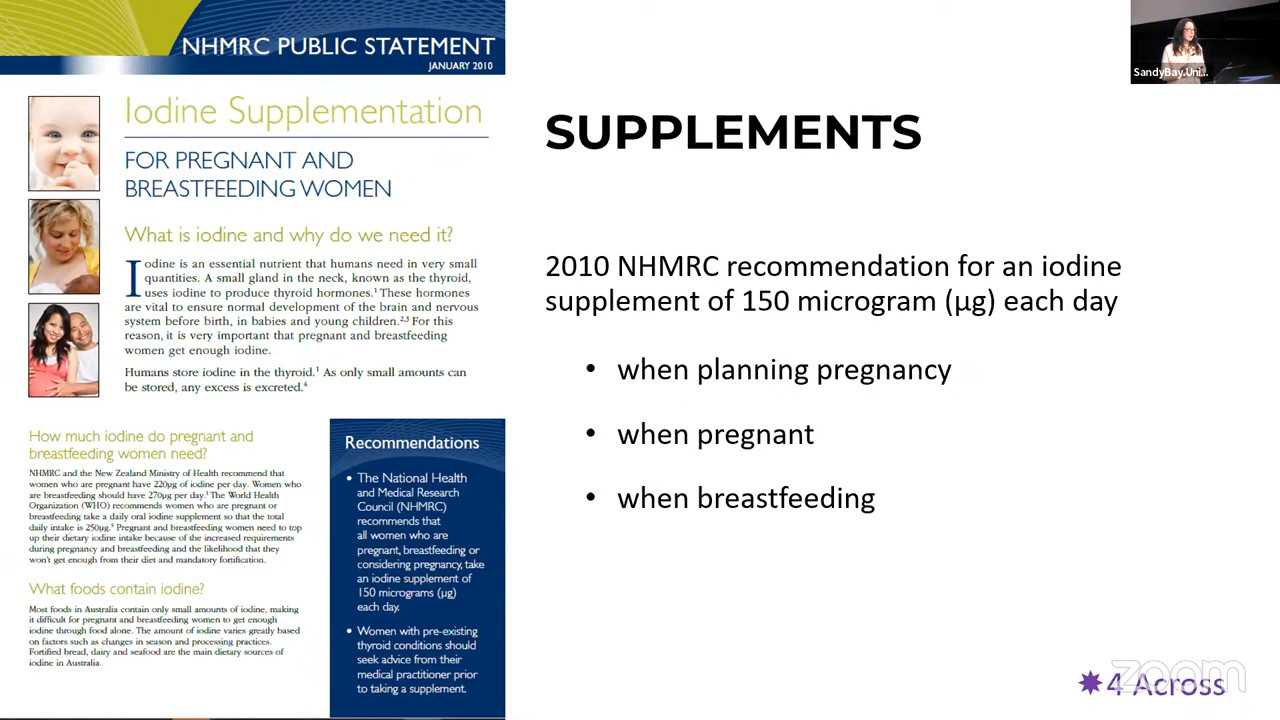 NHMRC PUBLIC STATEMENT
JANUARY 2010
Iodine Supplementation
FOR PREGNANT AND
BREASTFEEDING WOMEN
What is iodine and why do we need it?
Iodine is an essential nutrient that humans need in very small
quantities. A small gland in the neck, known as the thyroid,
uses iodine to produce thyroid hormones.¹ These hormones
are vital to ensure normal development of the brain and nervous
system before birth, in babies and young children.²,³ For this
reason, it is very important that pregnant and breastfeeding
women get enough iodine.
Humans store iodine in the thyroid.¹ As only small amounts can
be stored, any excess is excreted.⁴
How much iodine do pregnant and
breastfeeding women need?
NHMRC and the New Zealand Ministry of Health recommend that
women who are pregnant have 220µg of iodine per day. Women who
are breastfeeding should have 270µg per day.¹ The World Health
Organization (WHO) recommends women who are pregnant or
breastfeeding take a daily oral iodine supplement so that the total
daily intake is 250µg.⁵ Pregnant and breastfeeding women need to top
up their dietary iodine intake because of the increased requirements
during pregnancy and breastfeeding and the likelihood that they
won't get enough from their diet and mandatory fortification.
What foods contain iodine?
Most foods in Australia contain only small amounts of iodine, making
it difficult for pregnant and breastfeeding women to get enough
iodine through food alone. The amount of iodine varies greatly based
on factors such as changes in season and processing practices.
Fortified bread, dairy and seafood are the main dietary sources of
iodine in Australia.
Recommendations
• The National Health
and Medical Research
Council (NHMRC)
recommends that
all women who are
pregnant, breastfeeding or
considering pregnancy, take
an iodine supplement of
150 micrograms (µg)
each day.
• Women with pre-existing
thyroid conditions should
seek advice from their
medical practitioner prior
to taking a supplement.
SUPPLEMENTS
2010 NHMRC recommendation for an iodine
supplement of 150 microgram (µg) each day
• when planning pregnancy
• when pregnant
• when breastfeeding
SandyBay.Uni...
4 Across
zoom